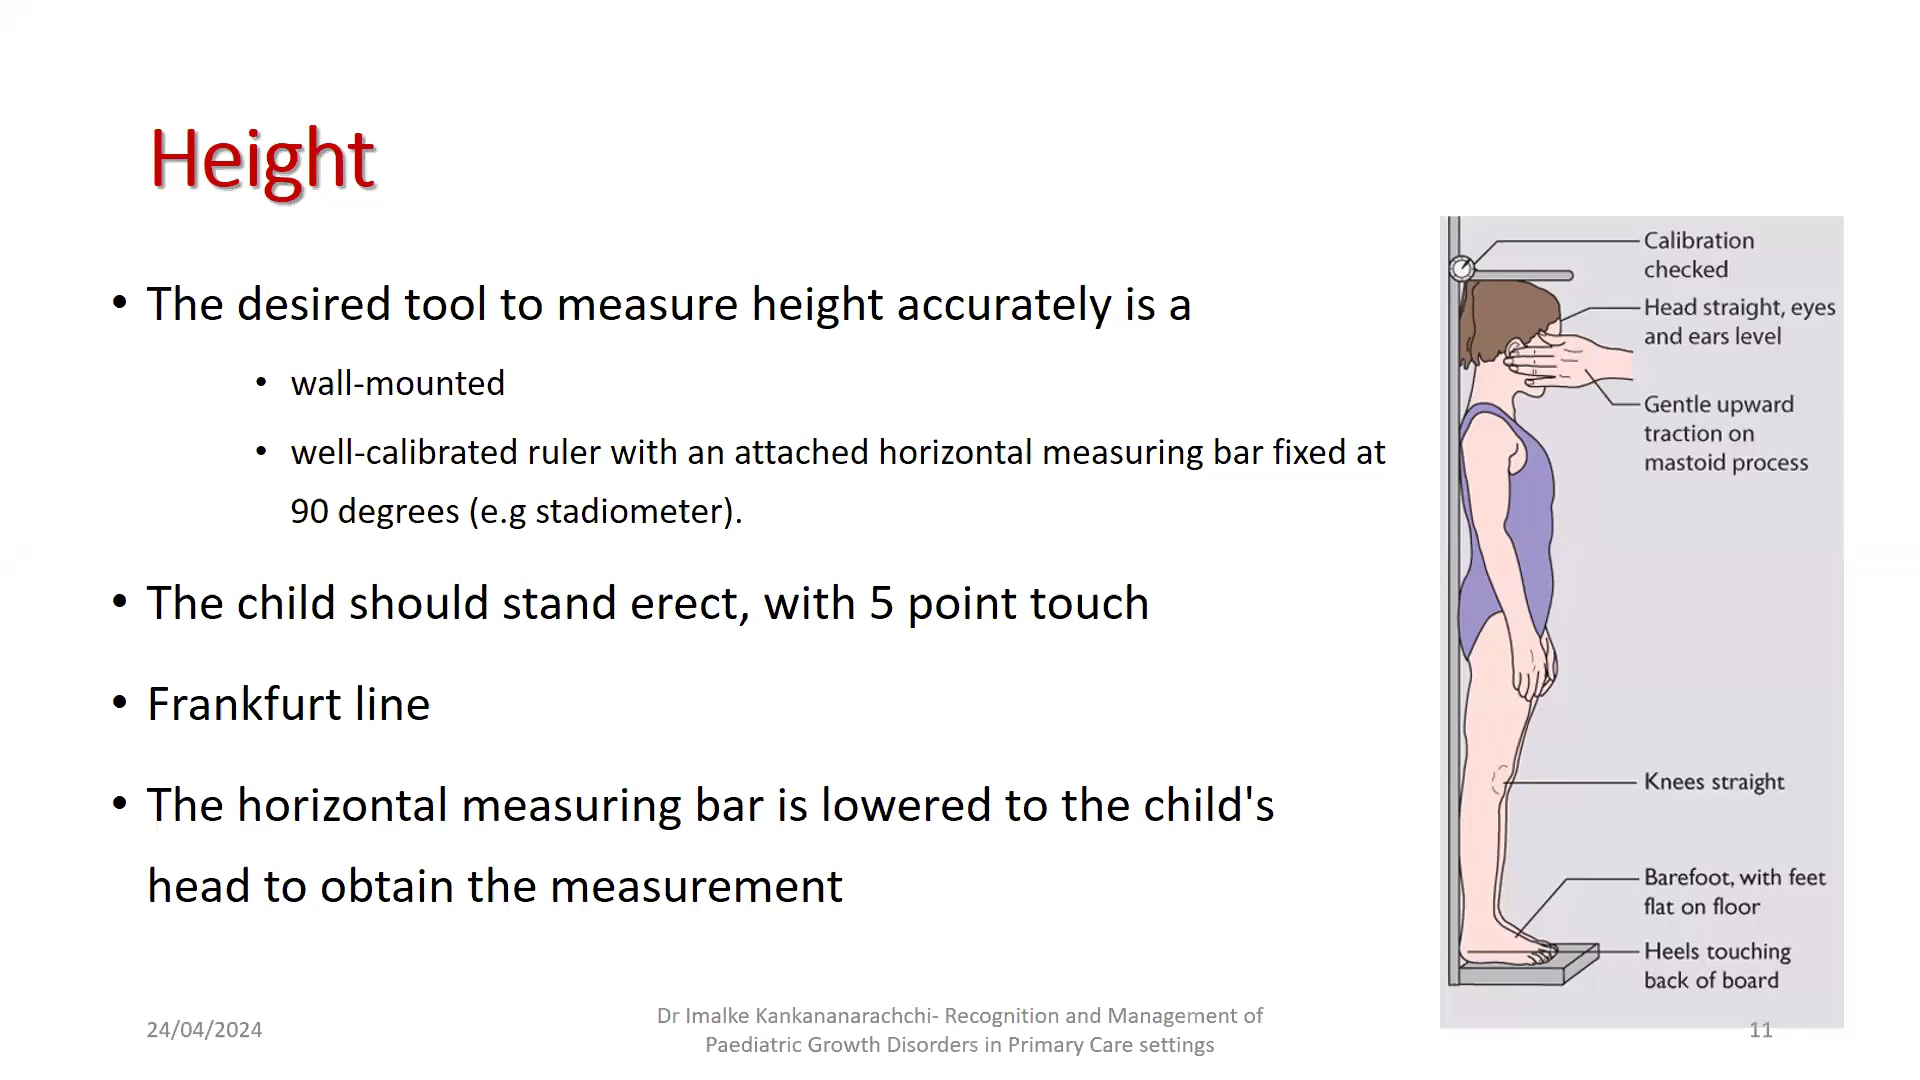 Height
• The desired tool to measure height accurately is a
• wall-mounted
• well-calibrated ruler with an attached horizontal measuring bar fixed at
90 degrees (e.g stadiometer).
• The child should stand erect, with 5 point touch
• Frankfurt line
• The horizontal measuring bar is lowered to the child's
head to obtain the measurement
Calibration
checked
Head straight, eyes
and ears level
Gentle upward
traction on
mastoid process
Knees straight
Barefoot, with feet
flat on floor
Heels touching
back of board
24/04/2024
Dr Imalke Kankananarachchi- Recognition and Management of
Paediatric Growth Disorders in Primary Care settings
11